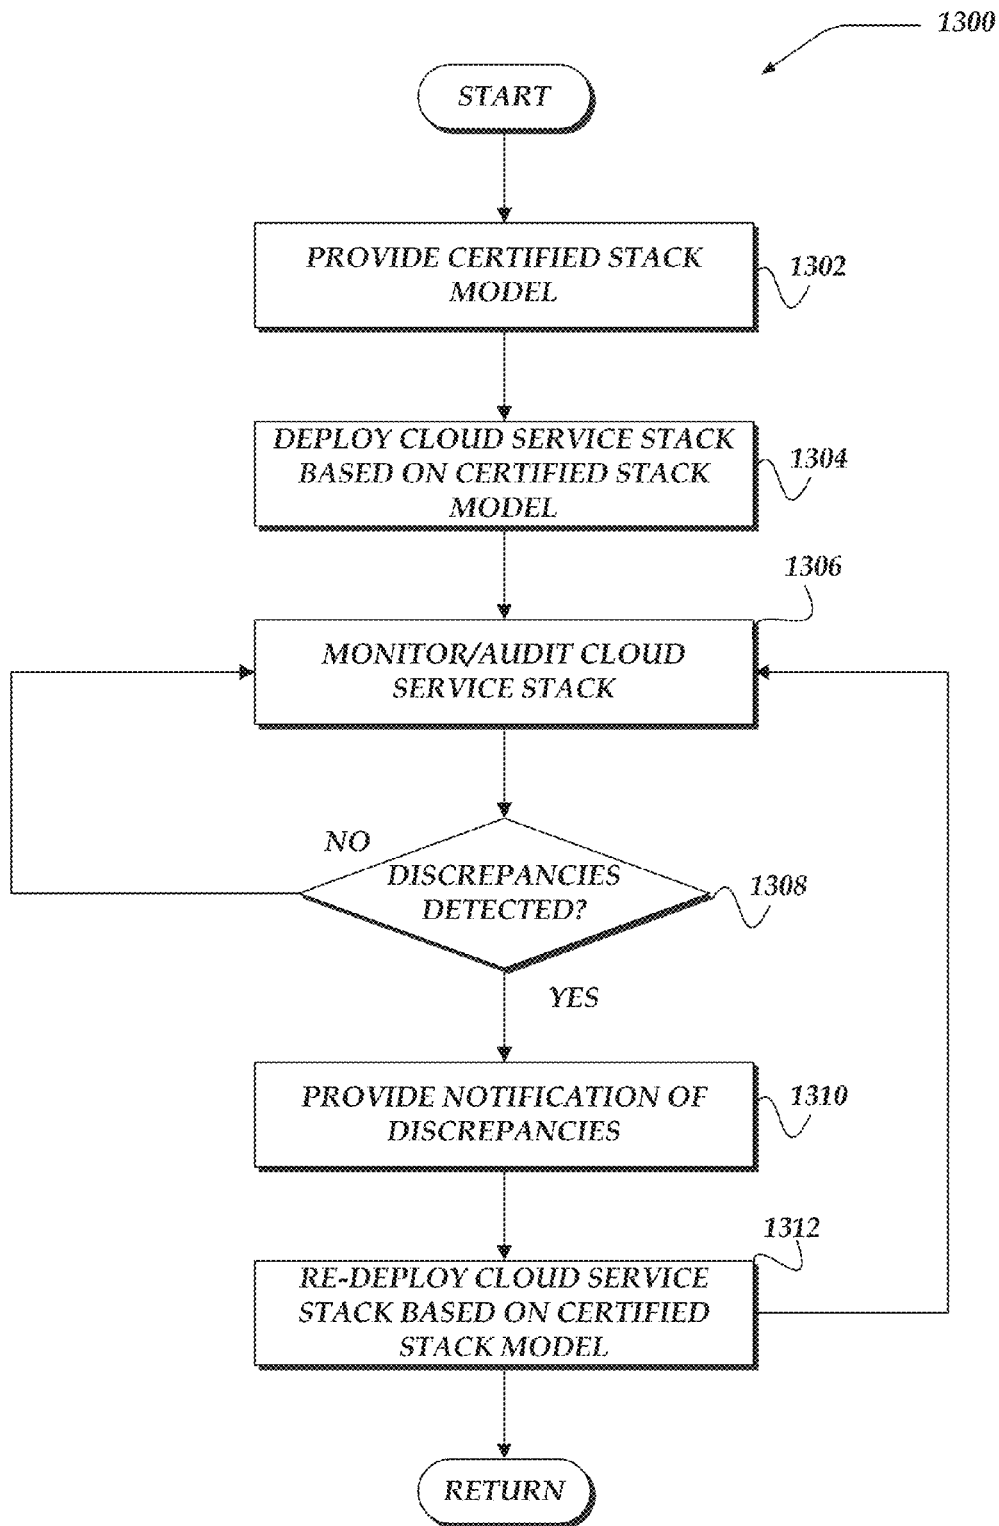 1300
START
PROVIDE CERTIFIED STACK
MODEL
1302
DEPLOY CLOUD SERVICE STACK
BASED ON CERTIFIED STACK
MODEL
1304
1306
MONITOR/AUDIT CLOUD
SERVICE STACK
NO
DISCREPANCIES
DETECTED?
1308
YES
PROVIDE NOTIFICATION OF
DISCREPANCIES
1310
1312
RE-DEPLOY CLOUD SERVICE
STACK BASED ON CERTIFIED
STACK MODEL
RETURN